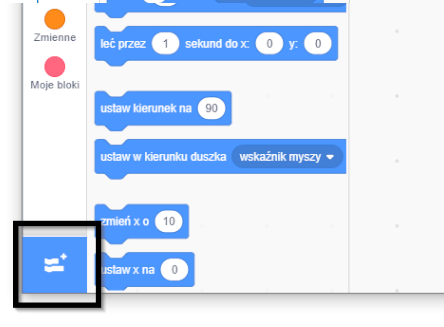 Zmienne
Moje bloki
leć przez 1 sekund do x: 0 y: 0
ustaw kierunek na 90
ustaw w kierunku duszka wskaźnik myszy
zmień x o 10
ustaw x na 0